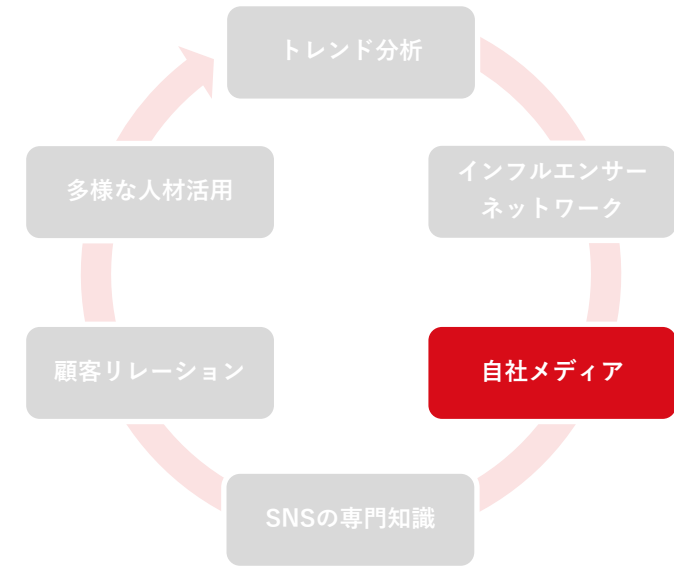 トレンド分析
多様な人材活用
インフルエンサー
ネットワーク
顧客リレーション
自社メディア
SNSの専門知識